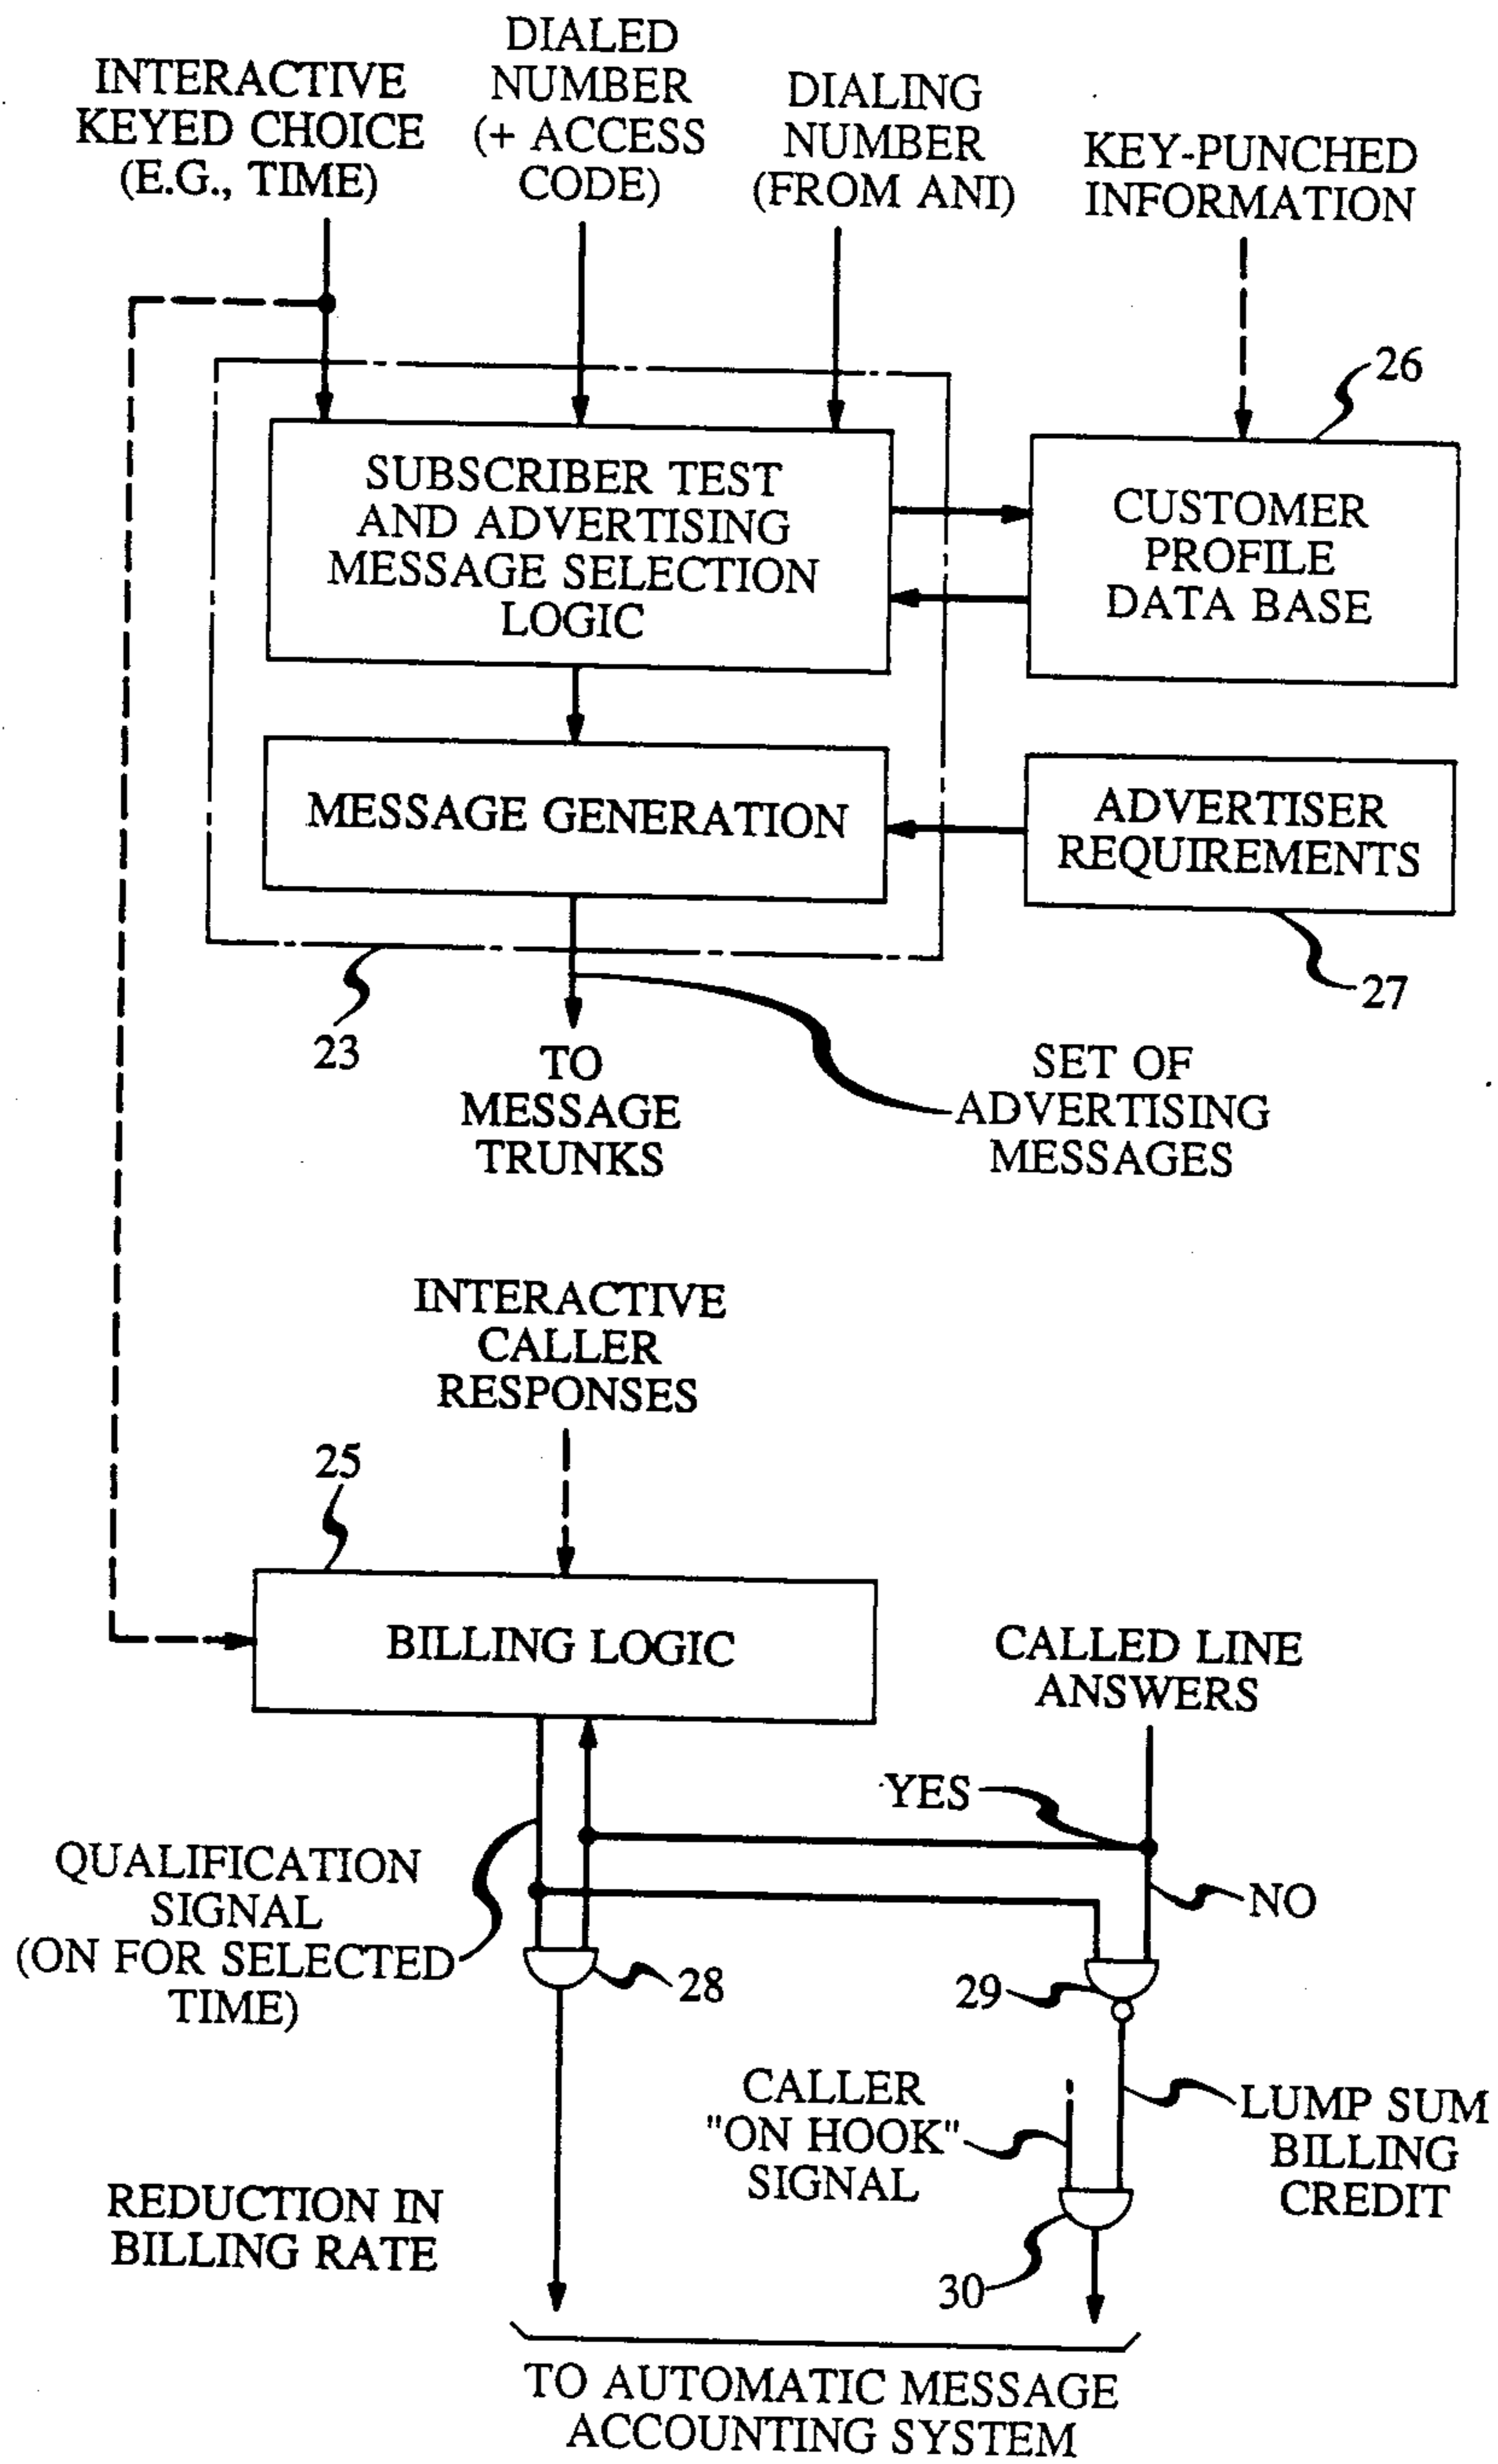 INTERACTIVE
KEYED CHOICE
(E.G., TIME)
DIALED
NUMBER
(+ ACCESS
CODE)
DIALING
NUMBER
(FROM ANI)
KEY-PUNCHED
INFORMATION
26
SUBSCRIBER TEST
AND ADVERTISING
MESSAGE SELECTION
LOGIC
CUSTOMER
PROFILE
DATA BASE
MESSAGE GENERATION
ADVERTISER
REQUIREMENTS
23
27
TO
MESSAGE
TRUNKS
SET OF
ADVERTISING
MESSAGES
INTERACTIVE
CALLER
RESPONSES
25
BILLING LOGIC
CALLED LINE
ANSWERS
YES
QUALIFICATION
SIGNAL
(ON FOR SELECTED
TIME)
NO
28
29
CALLER
"ON HOOK"
SIGNAL
LUMP SUM
BILLING
CREDIT
REDUCTION IN
BILLING RATE
30
TO AUTOMATIC MESSAGE
ACCOUNTING SYSTEM